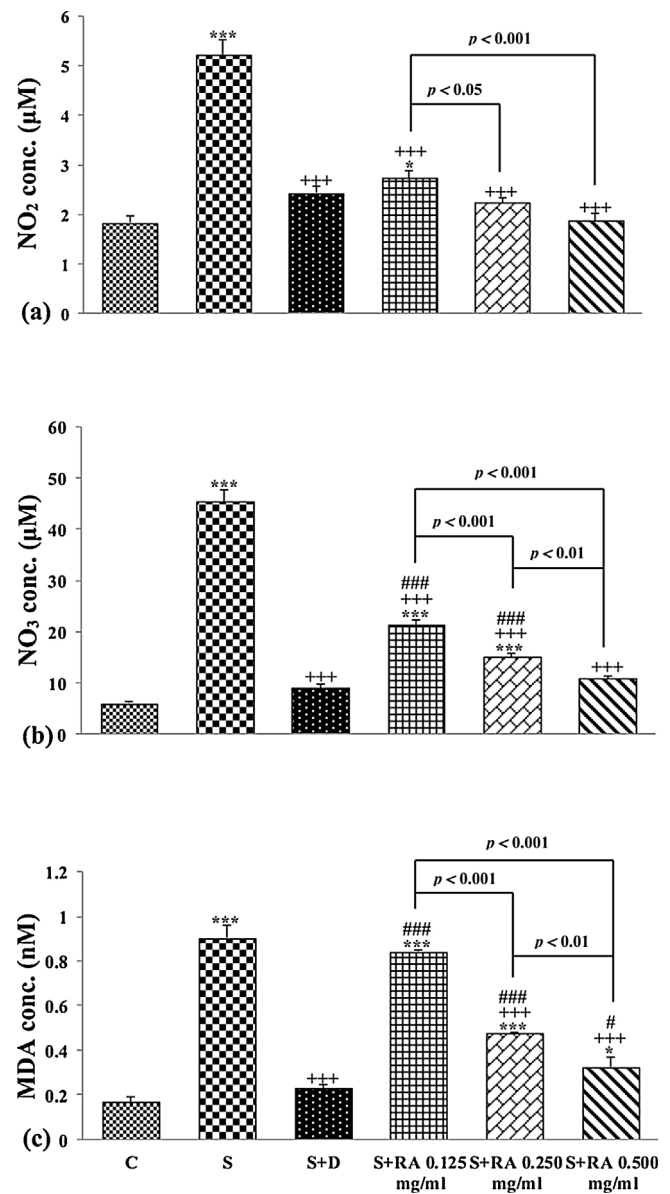 6
5
4
3
2
1
0
NO2 conc. (µM)
(a)
***
+++
+++
*
+++
+++
p < 0.05
p < 0.001
60
50
40
30
20
10
0
NO3 conc. (µM)
(b)
***
+++
###
+++
***
###
+++
***
+++
p < 0.001
p < 0.001
p < 0.01
1.2
1
0.8
0.6
0.4
0.2
0
MDA conc. (nM)
(c)
***
+++
###
***
###
+++
***
#
+++
*
p < 0.001
p < 0.001
p < 0.01
C
S
S+D
S+RA 0.125
mg/ml
S+RA 0.250
mg/ml
S+RA 0.500
mg/ml